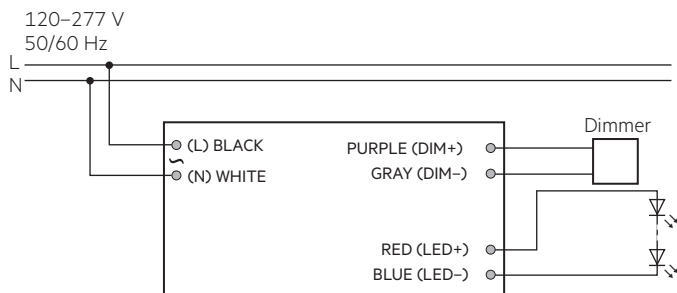 120–277 V
50/60 Hz
L
N
Dimmer
(L) BLACK
PURPLE (DIM+)
~
(N) WHITE
GRAY (DIM–)
RED (LED+)
BLUE (LED–)